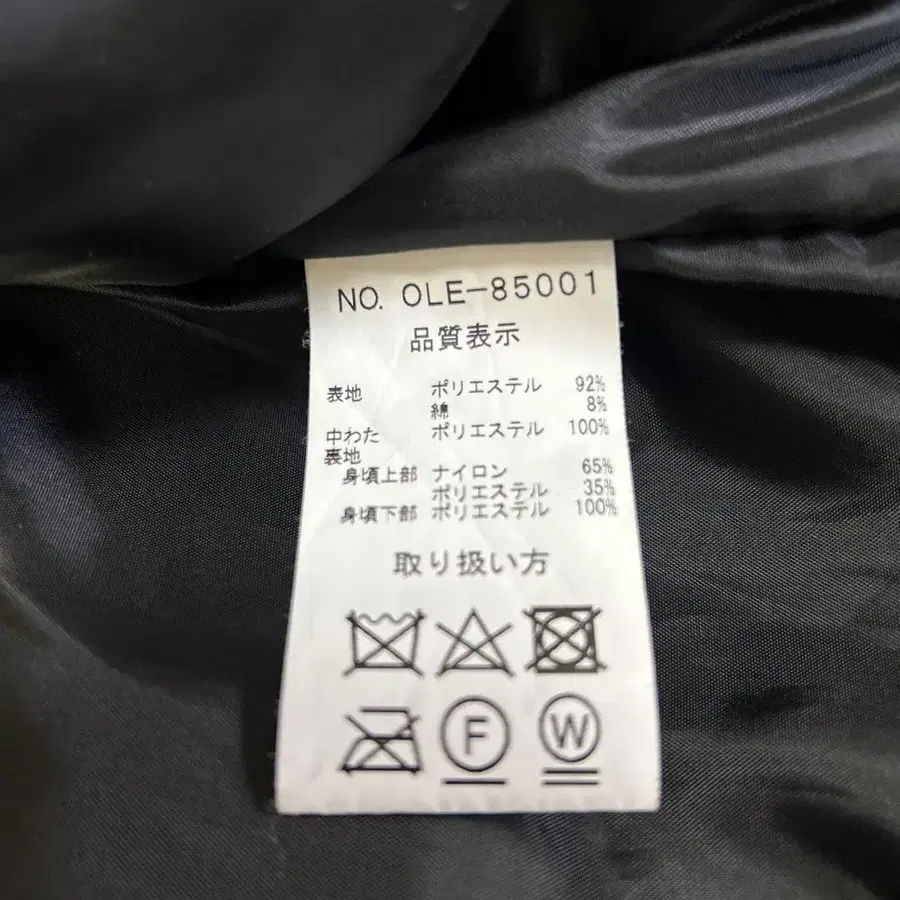 NO. OLE-85001
品質表示
表地 ポリエステル 92%
綿 8%
中わた ポリエステル 100%
裏地
身頃上部 ナイロン 65%
ポリエステル 35%
身頃下部 ポリエステル 100%
取り扱い方
F W